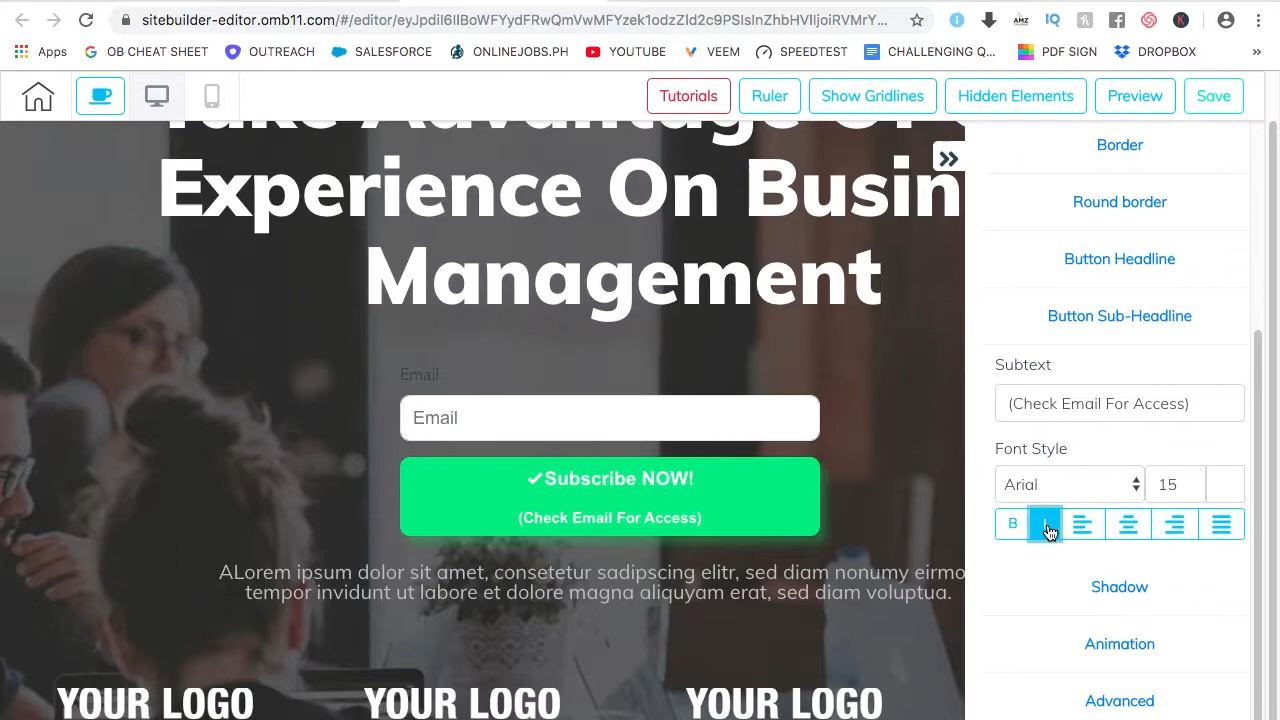 sitebuilder-editor.omb11.com/#/editor/
Apps
OB CHEAT SHEET
OUTREACH
SALESFORCE
ONLINEJOBS.PH
YOUTUBE
VEEM
SPEEDTEST
CHALLENGING Q...
PDF SIGN
DROPBOX
»
Tutorials
Ruler
Show Gridlines
Hidden Elements
Preview
Save
Take Advantage Of
Experience On Busin
Management
Email
Email
Subscribe NOW!
(Check Email For Access)
ALorem ipsum dolor sit amet, consetetur sadipscing elitr, sed diam nonumy eirmo
tempor invidunt ut labore et dolore magna aliquyam erat, sed diam voluptua.
YOUR LOGO
YOUR LOGO
YOUR LOGO
Border
Round border
Button Headline
Button Sub-Headline
Subtext
(Check Email For Access)
Font Style
Arial
15
B
I
Shadow
Animation
Advanced